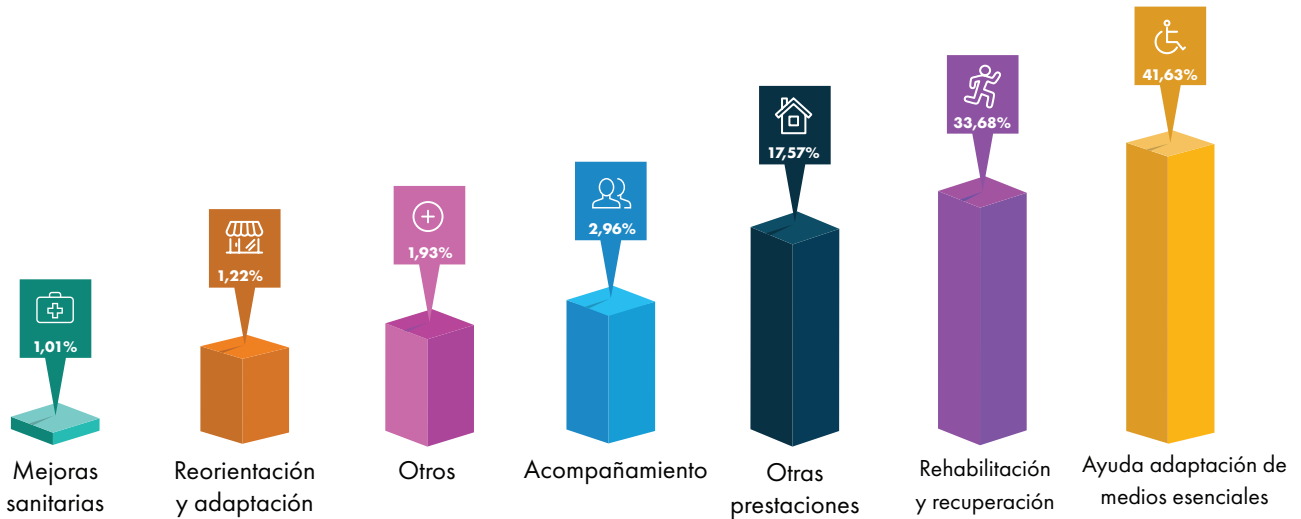 1,01%
1,22%
1,93%
2,96%
17,57%
33,68%
41,63%
Mejoras
sanitarias
Reorientación
y adaptación
Otros
Acompañamiento
Otras
prestaciones
Rehabilitación
y recuperación
Ayuda adaptación de
medios esenciales